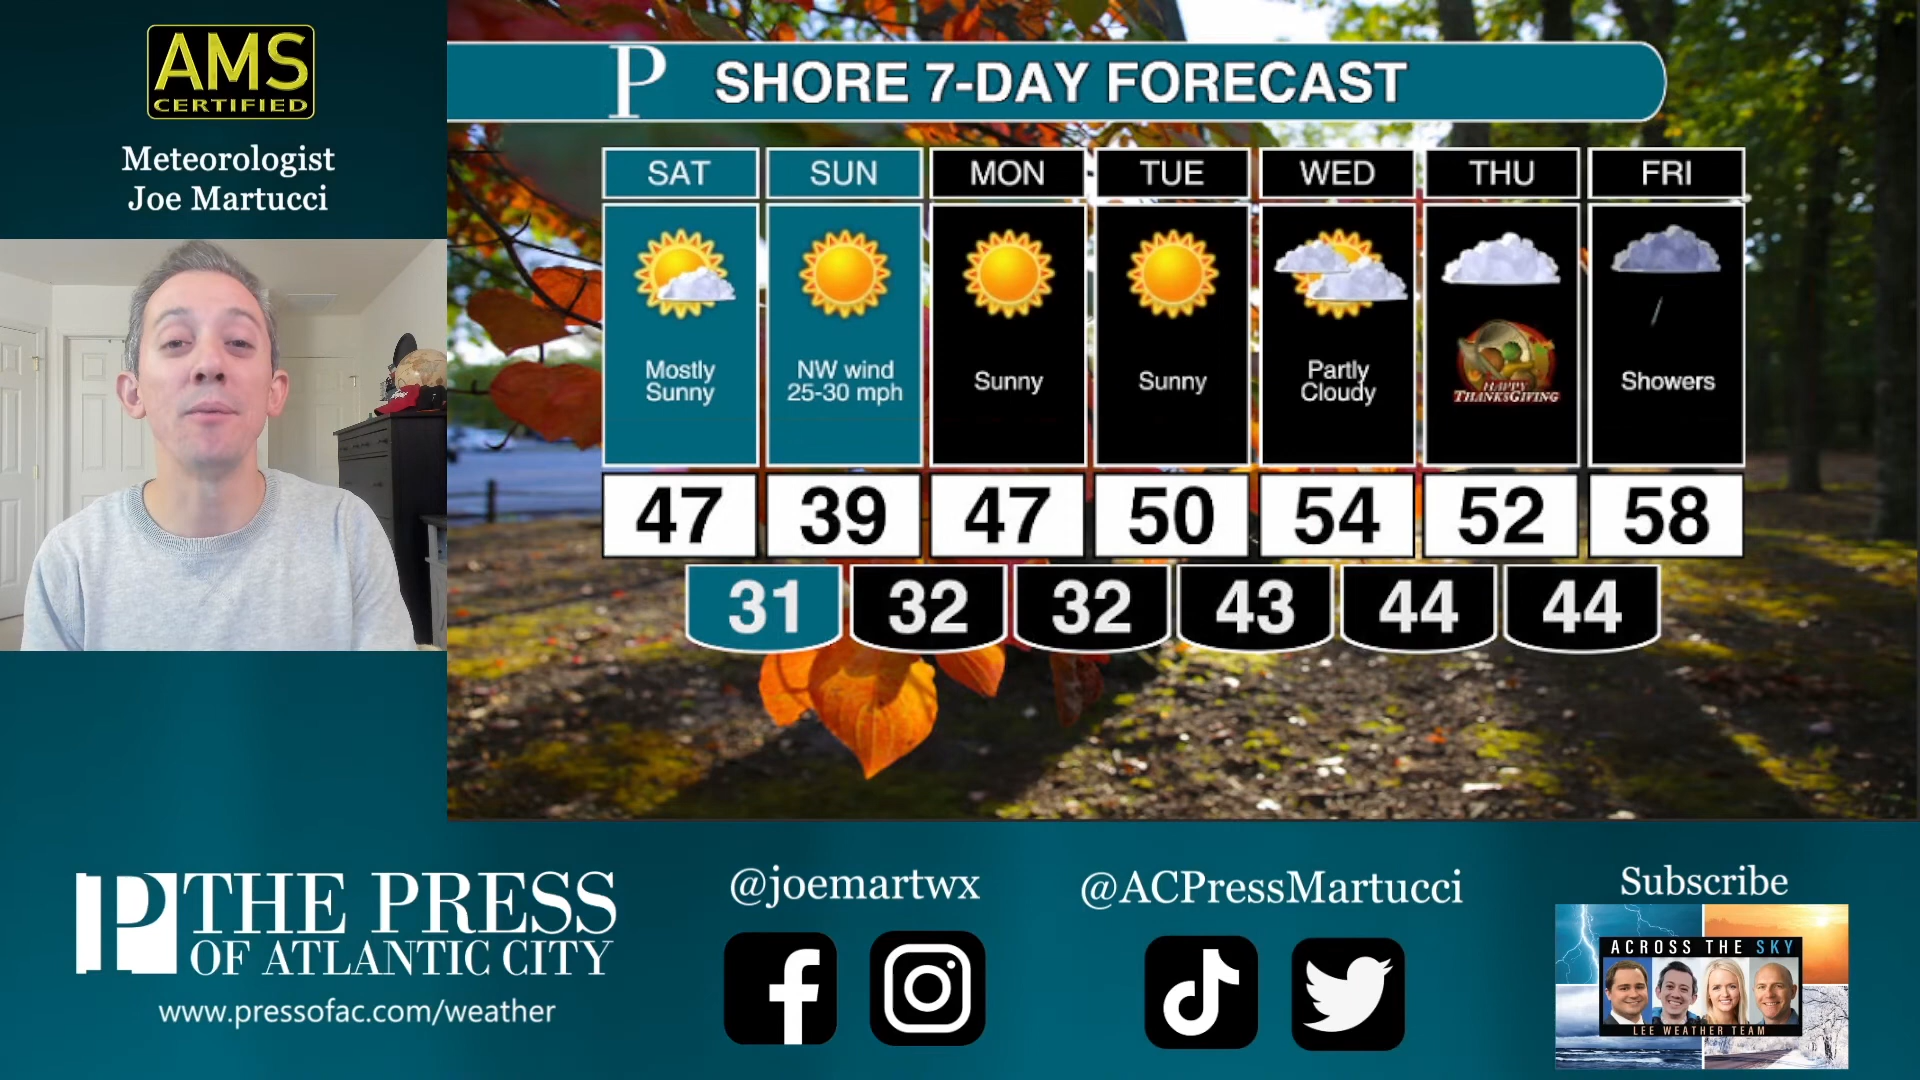 AMS
CERTIFIED
Meteorologist
Joe Martucci
P SHORE 7-DAY FORECAST
SAT SUN MON TUE WED THU FRI
Mostly
Sunny
NW wind
25-30 mph
Sunny
Sunny
Partly
Cloudy
HAPPY
THANKSGIVING
Showers
47 39 47 50 54 52 58
31 32 32 43 44 44
P THE PRESS
OF ATLANTIC CITY
www.pressofac.com/weather
@joemartwx
@ACPressMartucci
Subscribe
ACROSS THE SKY
LEE WEATHER TEAM